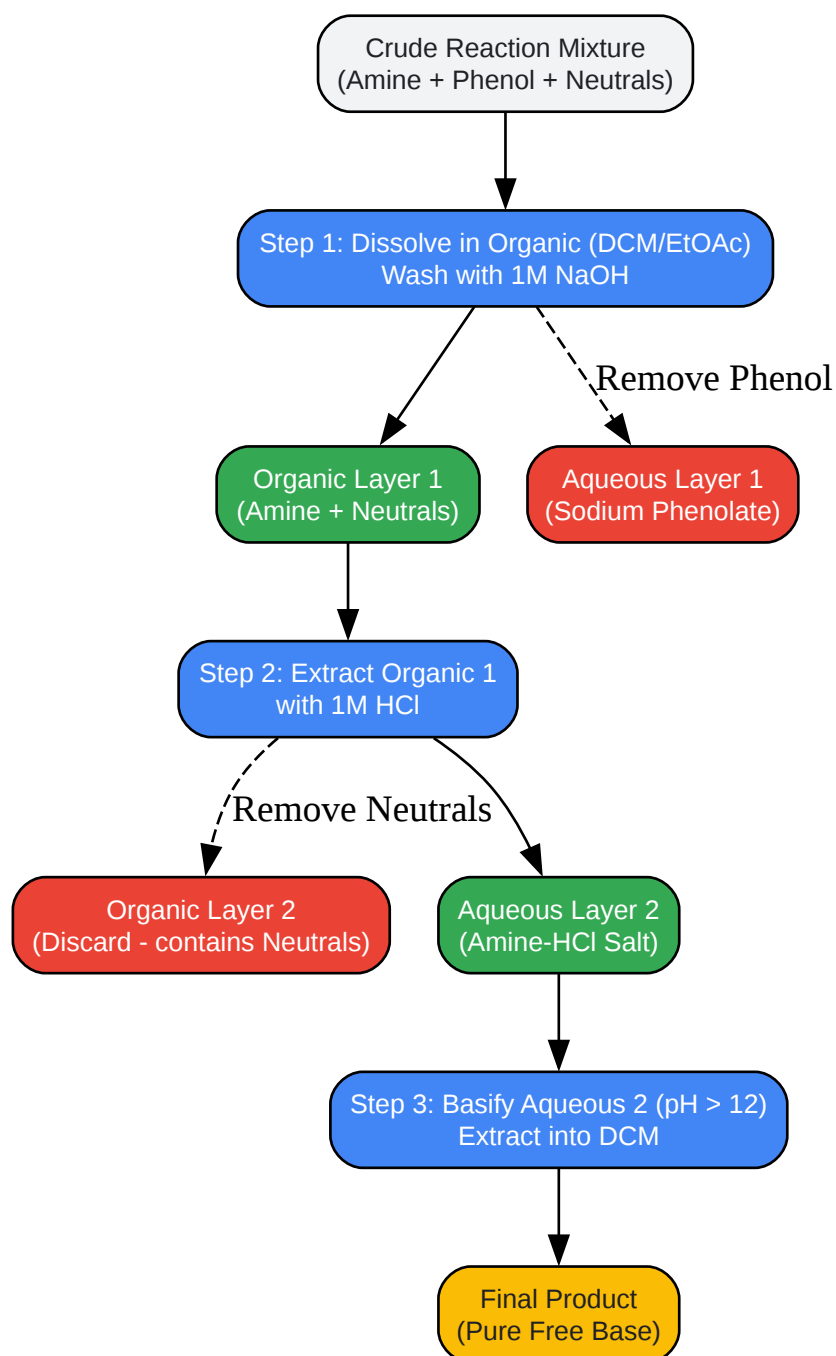 Crude Reaction Mixture
(Amine + Phenol + Neutrals)
Step 1: Dissolve in Organic (DCM/EtOAc)
Wash with 1M NaOH
Remove Phenol
Organic Layer 1
(Amine + Neutrals)
Aqueous Layer 1
(Sodium Phenolate)
Step 2: Extract Organic 1
with 1M HCl
Remove Neutrals
Organic Layer 2
(Discard - contains Neutrals)
Aqueous Layer 2
(Amine-HCl Salt)
Step 3: Basify Aqueous 2 (pH > 12)
Extract into DCM
Final Product
(Pure Free Base)